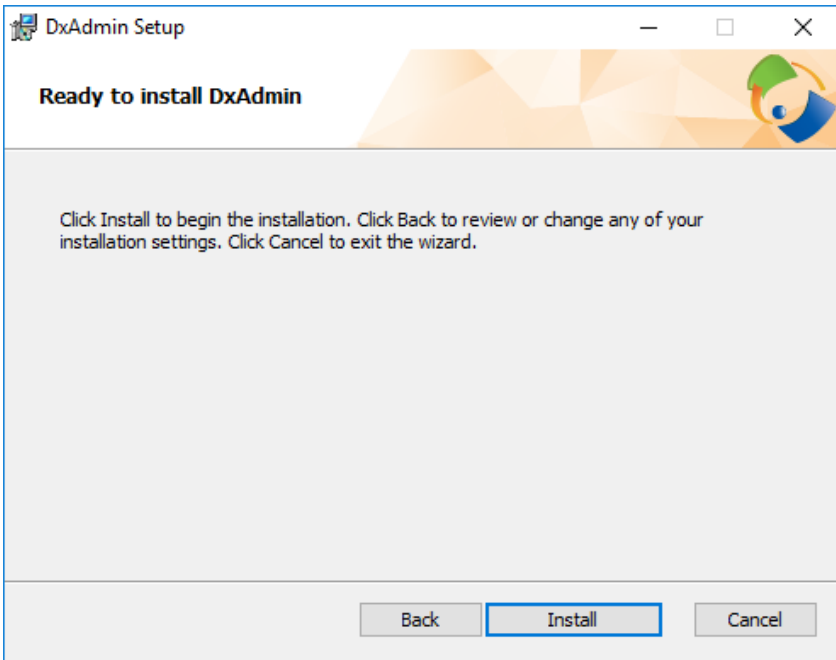 DxAdmin Setup
Ready to install DxAdmin
Click Install to begin the installation. Click Back to review or change any of your
installation settings. Click Cancel to exit the wizard.
Back
Install
Cancel